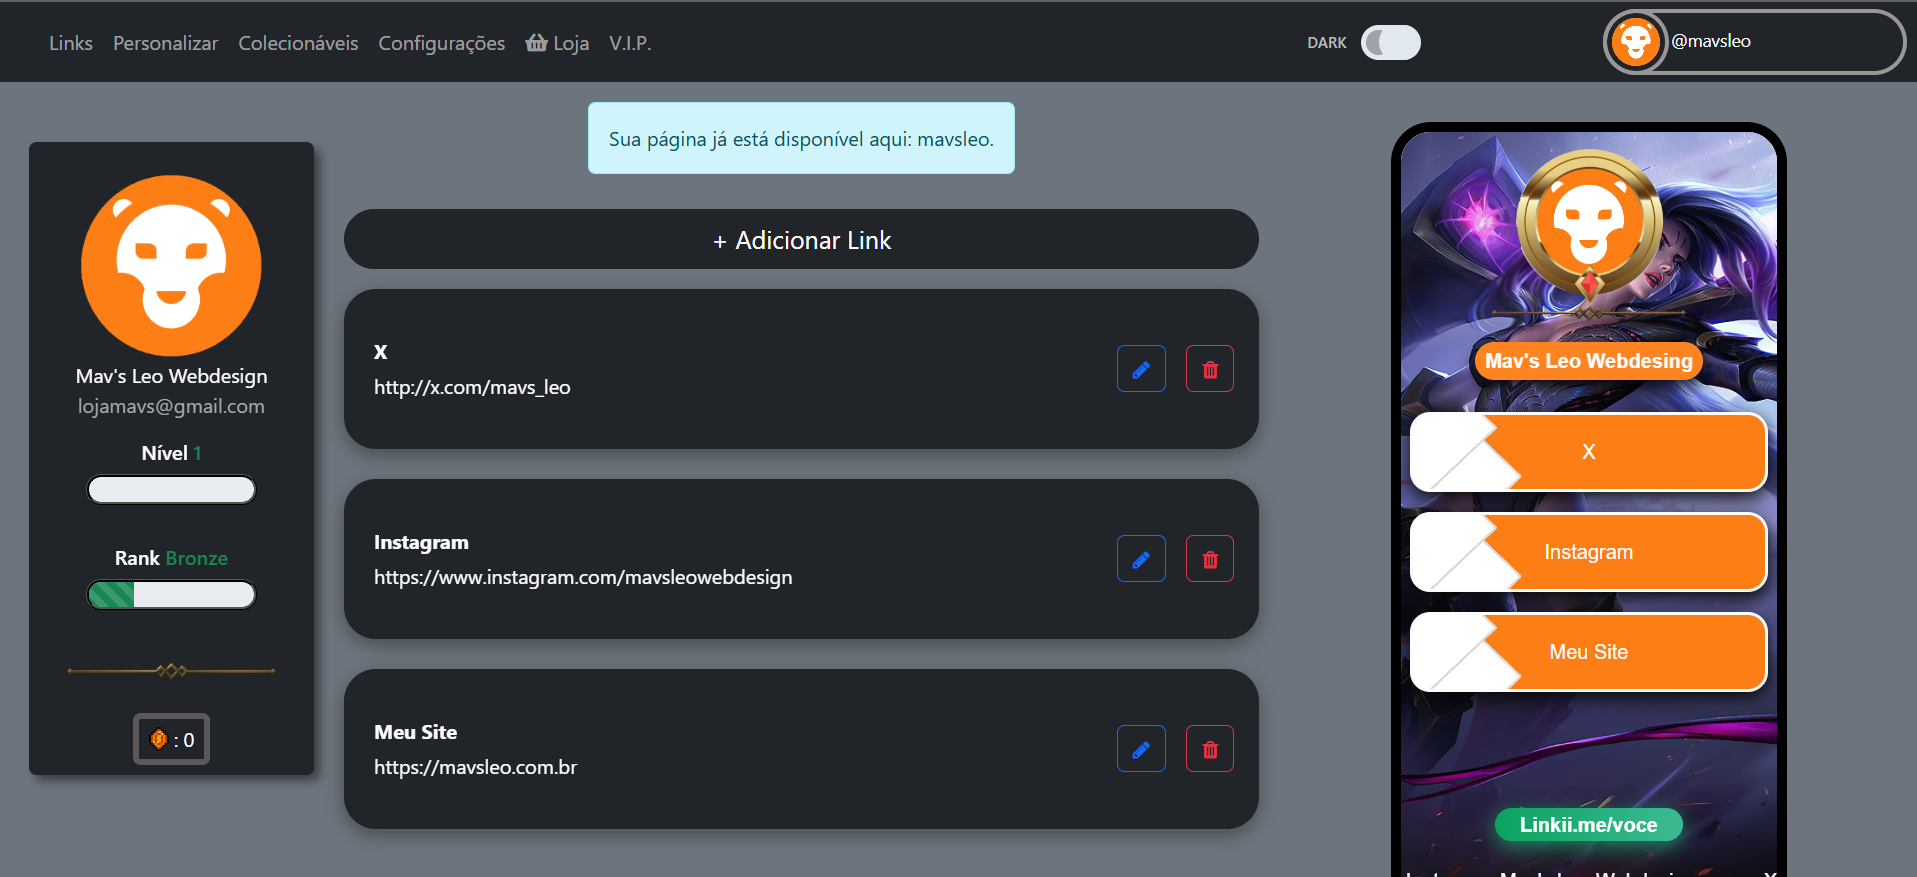 Links Personalizar Colecionáveis Configurações Loja V.I.P.
DARK
@mavsleo
Sua página já está disponível aqui: mavsleo.
Mav's Leo Webdesign
lojamavs@gmail.com
Nível 1
Rank Bronze
: 0
+ Adicionar Link
X
http://x.com/mavs_leo
Instagram
https://www.instagram.com/mavsleowebdesign
Meu Site
https://mavsleo.com.br
Mav's Leo Webdesing
X
Instagram
Meu Site
Linkii.me/voce